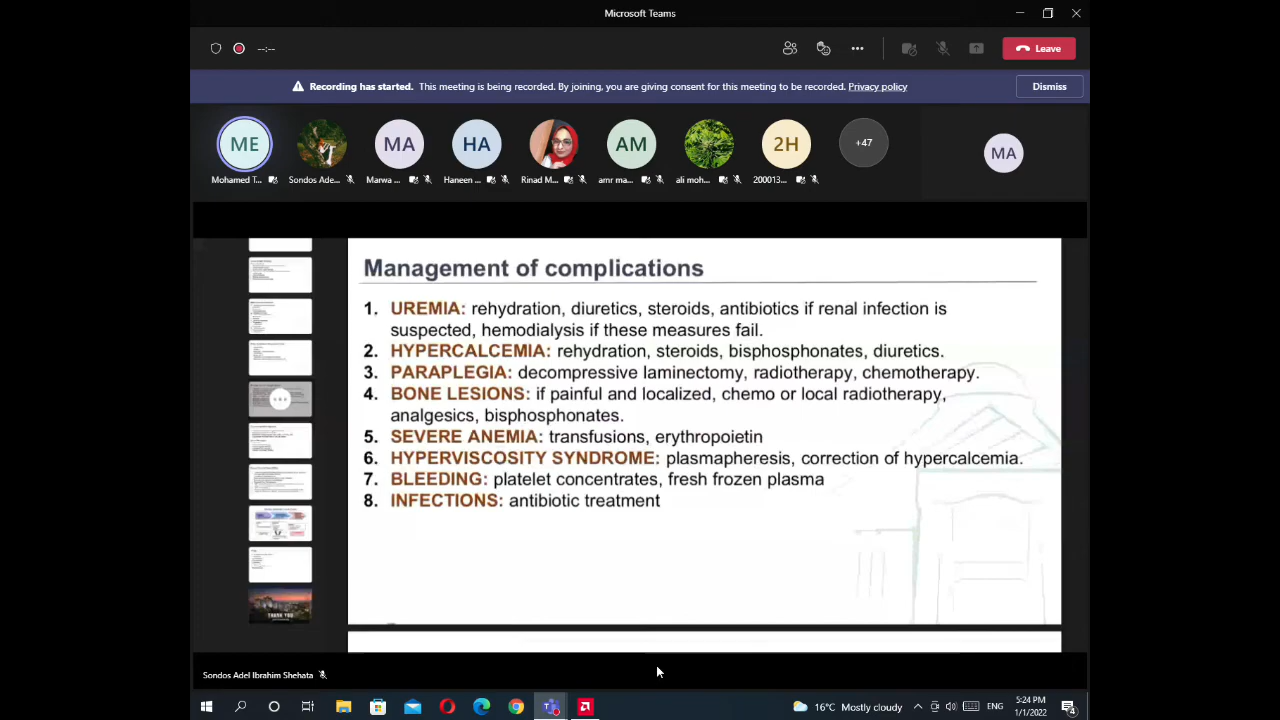 Microsoft Teams
--:--
Leave
Recording has started. This meeting is being recorded. By joining, you are giving consent for this meeting to be recorded. Privacy policy
Dismiss
ME
MA
HA
AM
2H
+47
MA
Mohamed T...
Sondos Ade...
Marwa ...
Haneen ...
Rinad M...
amr ma...
ali moh...
200013...
Management of complications
1. UREMIA: rehydration, diuretics, steroids, antibiotics if renal infection is
suspected, hemodialysis if these measures fail.
2. HYPERCALCEMIA: rehydration, steroids, bisphosphonates, diuretics.
3. PARAPLEGIA: decompressive laminectomy, radiotherapy, chemotherapy.
4. BONE LESIONS: if painful and localized, chemo or local radiotherapy,
analgesics, bisphosphonates.
5. SEVERE ANEMIA: transfusions, erythropoietin
6. HYPERVISCOSITY SYNDROME: plasmapheresis, correction of hypercalcemia.
7. BLEEDING: platelet concentrates, fresh frozen plasma
8. INFECTIONS: antibiotic treatment
THANK YOU
Sondos Adel Ibrahim Shehata
16°C Mostly cloudy
ENG
5:24 PM
1/1/2022
4